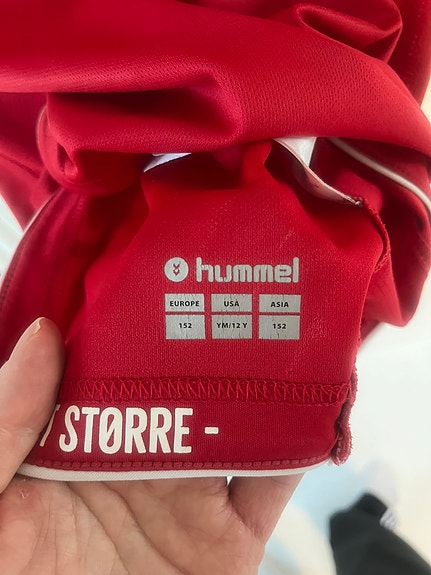 hummel
EUROPE USA ASIA
152 YM/12 Y 152
STØRRE -